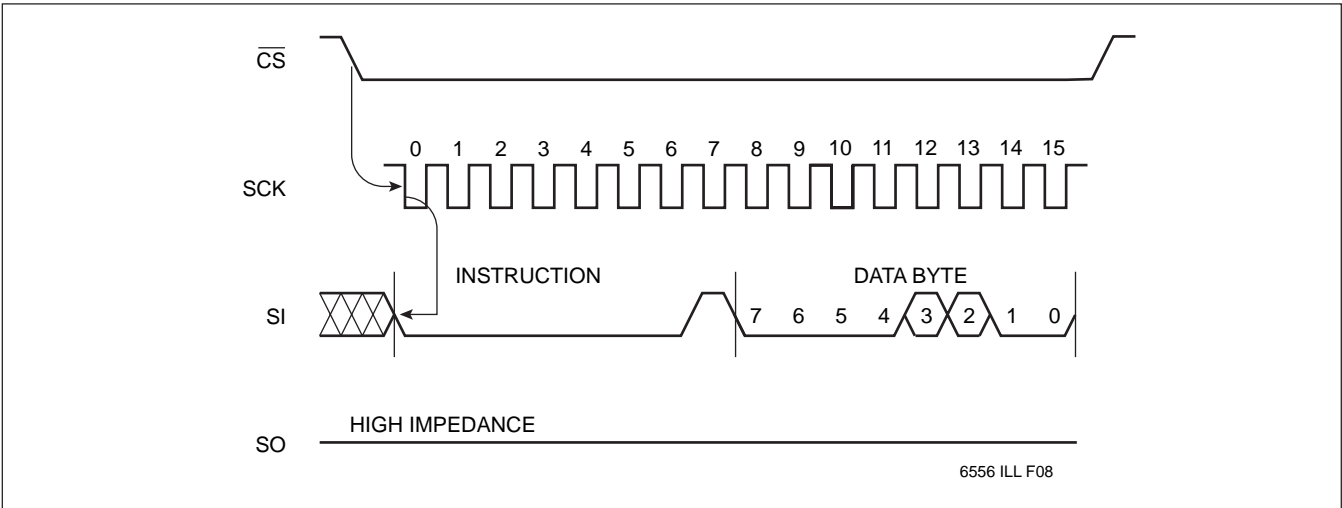 CS
0 1 2 3 4 5 6 7 8 9 10 11 12 13 14 15
SCK
INSTRUCTION DATA BYTE
SI
7 6 5 4 3 2 1 0
HIGH IMPEDANCE
SO
6556 ILL F08